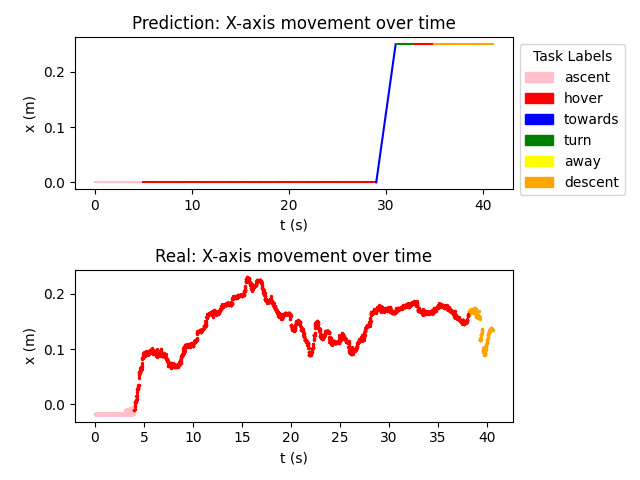 Prediction: X-axis movement over time
0.2
0.1
0.0
x (m)
0 10 20 30 40
t (s)
Task Labels
ascent
hover
towards
turn
away
descent
Real: X-axis movement over time
0.2
0.1
0.0
x (m)
0 5 10 15 20 25 30 35 40
t (s)